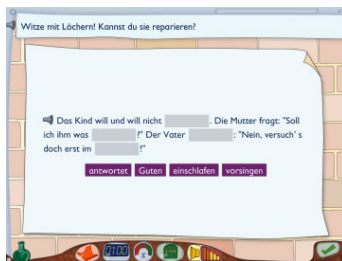 Witze mit Löchern! Kannst du sie reparieren?
Das Kind will und will nicht . Die Mutter fragt: "Soll
ich ihm was ?" Der Vater : "Nein, versuch' s
doch erst im !"
antwortet Guten einschlafen vorsingen